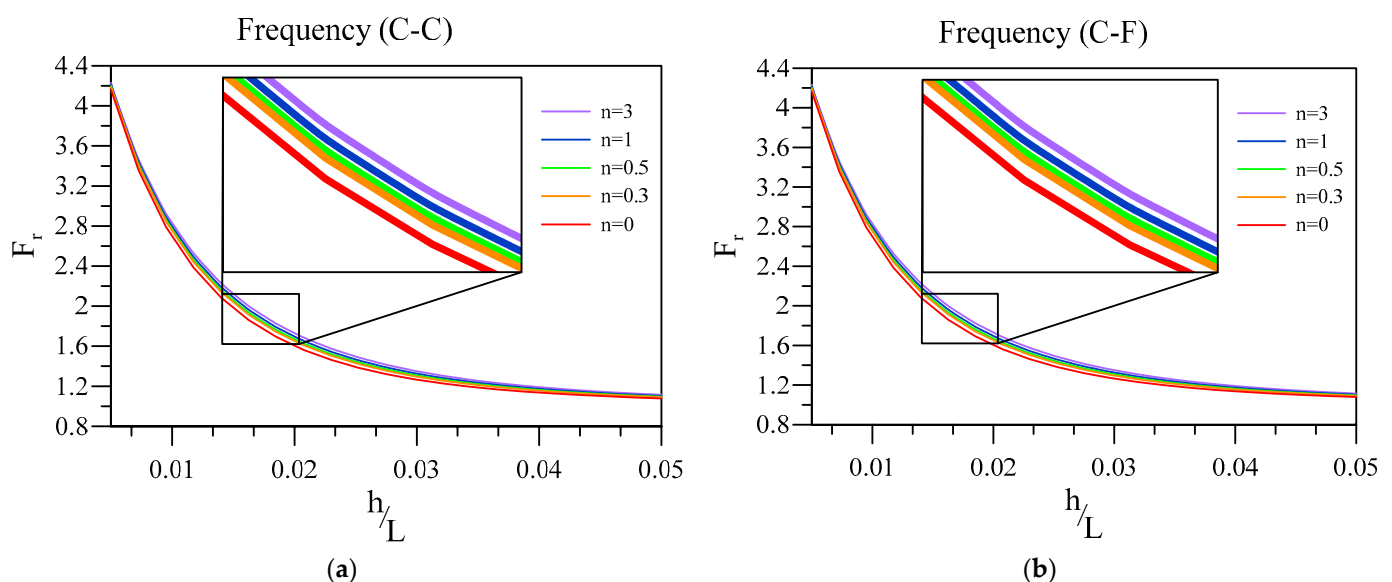 Frequency (C-C)
4.4
4
3.6
3.2
2.8
2.4
2
1.6
1.2
0.8
F_r
n=3
n=1
n=0.5
n=0.3
n=0
0.01 0.02 0.03 0.04 0.05
h/L
(a)
Frequency (C-F)
4.4
4
3.6
3.2
2.8
2.4
2
1.6
1.2
0.8
F_r
n=3
n=1
n=0.5
n=0.3
n=0
0.01 0.02 0.03 0.04 0.05
h/L
(b)